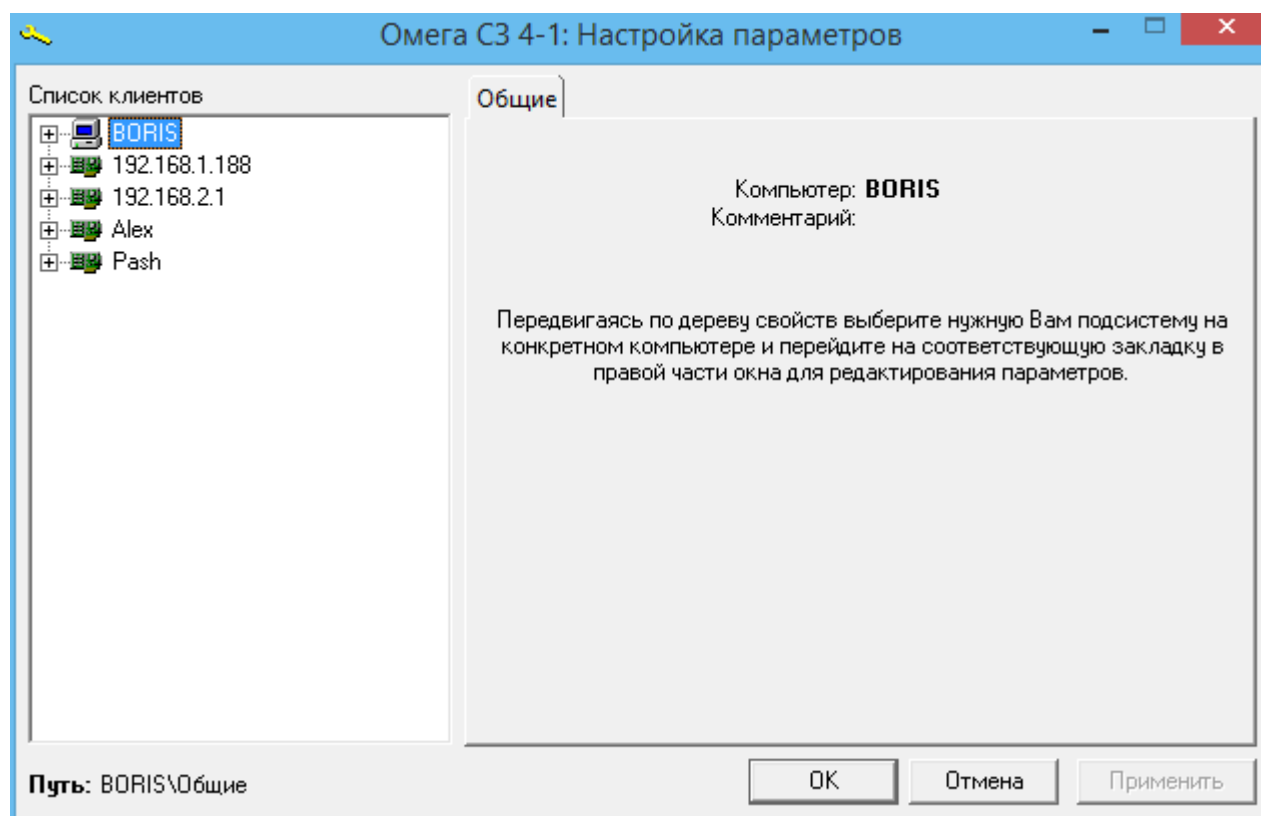 Омега СЗ 4-1: Настройка параметров
Список клиентов
BORIS
192.168.1.188
192.168.2.1
Alex
Pash
Общие
Компьютер: BORIS
Комментарий:
Передвигаясь по дереву свойств выберите нужную Вам подсистему на
конкретном компьютере и перейдите на соответствующую закладку в
правой части окна для редактирования параметров.
Путь: BORIS\Общие
OK
Отмена
Применить